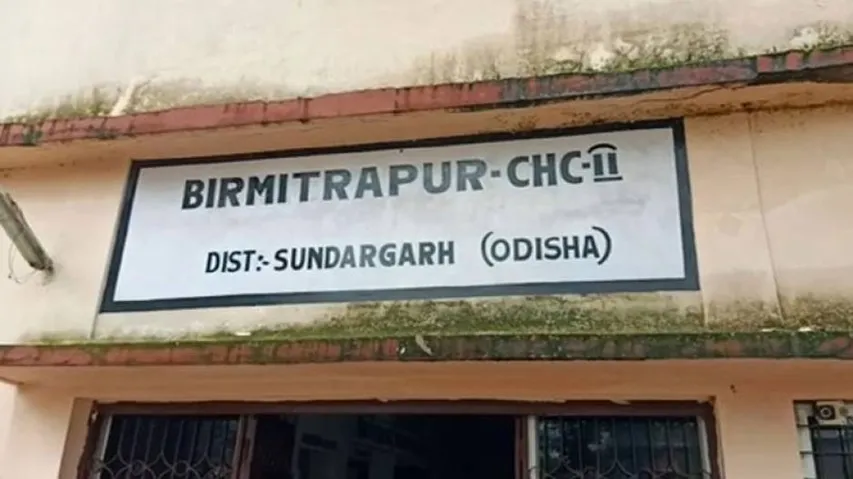 BIRMITRAPUR-CHC-II
DIST:-SUNDARGARH (ODISHA)